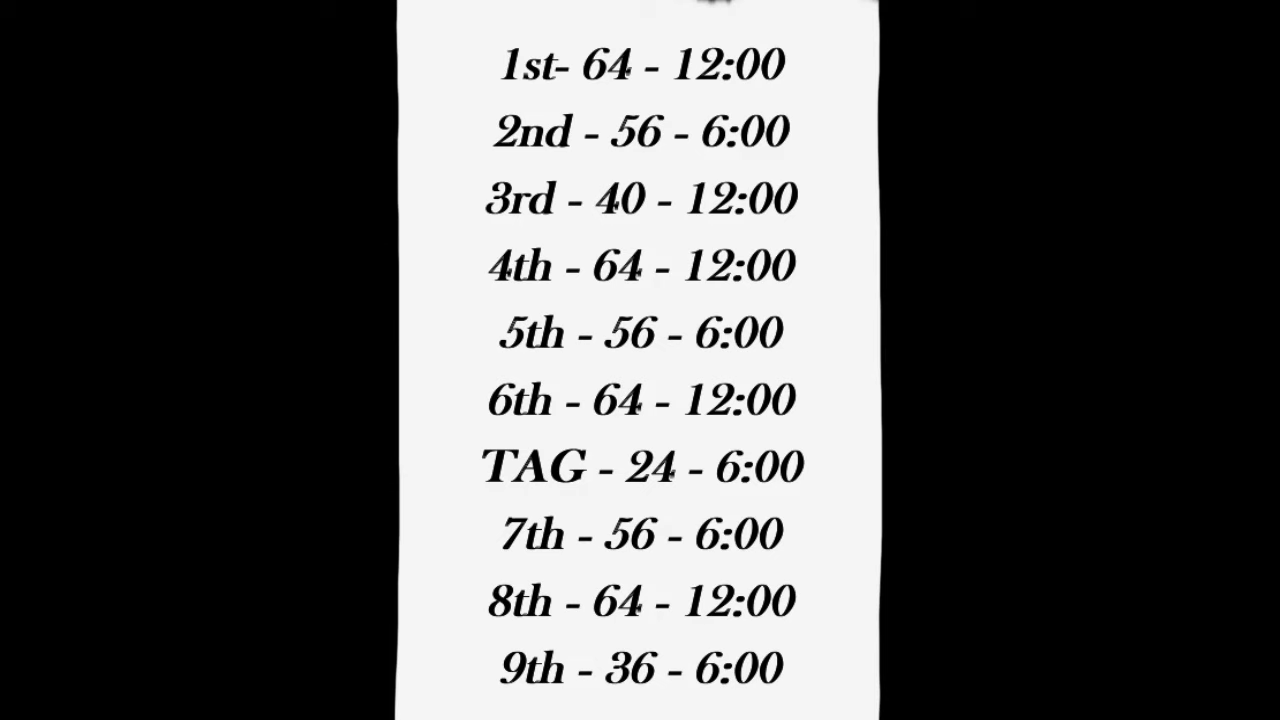 1st- 64 - 12:00
2nd - 56 - 6:00
3rd - 40 - 12:00
4th - 64 - 12:00
5th - 56 - 6:00
6th - 64 - 12:00
TAG - 24 - 6:00
7th - 56 - 6:00
8th - 64 - 12:00
9th - 36 - 6:00